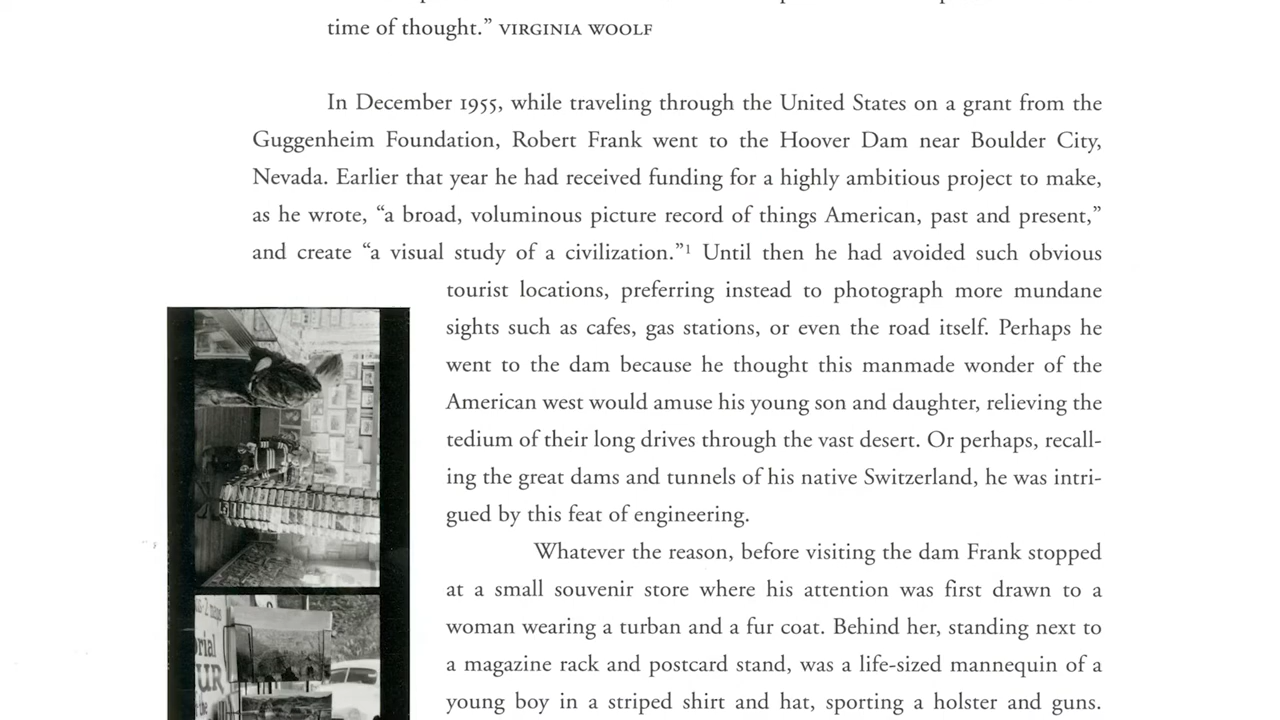 time of thought.” VIRGINIA WOOLF
In December 1955, while traveling through the United States on a grant from the
Guggenheim Foundation, Robert Frank went to the Hoover Dam near Boulder City,
Nevada. Earlier that year he had received funding for a highly ambitious project to make,
as he wrote, “a broad, voluminous picture record of things American, past and present,”
and create “a visual study of a civilization.”¹ Until then he had avoided such obvious
tourist locations, preferring instead to photograph more mundane
sights such as cafes, gas stations, or even the road itself. Perhaps he
went to the dam because he thought this manmade wonder of the
American west would amuse his young son and daughter, relieving the
tedium of their long drives through the vast desert. Or perhaps, recall-
ing the great dams and tunnels of his native Switzerland, he was intri-
gued by this feat of engineering.
Whatever the reason, before visiting the dam Frank stopped
at a small souvenir store where his attention was first drawn to a
woman wearing a turban and a fur coat. Behind her, standing next to
a magazine rack and postcard stand, was a life-sized mannequin of a
young boy in a striped shirt and hat, sporting a holster and guns.